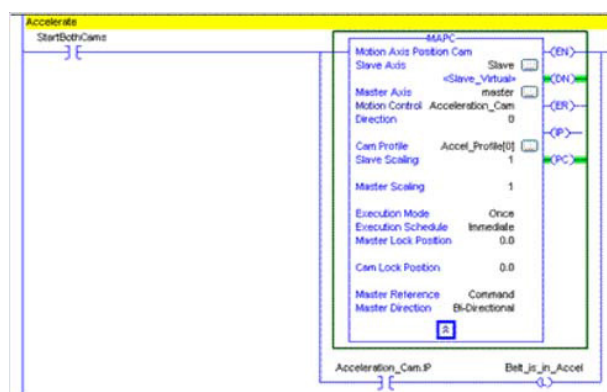 Accelerate
StartBothCams
MAPC
Motion Axis Position Cam
Slave Axis Slave ...
<Slave_Virtual>
Master Axis master ...
Motion Control Acceleration_Cam
Direction 0
Cam Profile Accel_Profile[0] ...
Slave Scaling 1
Master Scaling 1
Execution Mode Once
Execution Schedule Immediate
Master Lock Position 0.0
Cam Lock Position 0.0
Master Reference Command
Master Direction Bi-Directional
(EN)
(DN)
(ER)
(IP)
(PC)
Acceleration_Cam.IP Belt_is_in_Accel
L